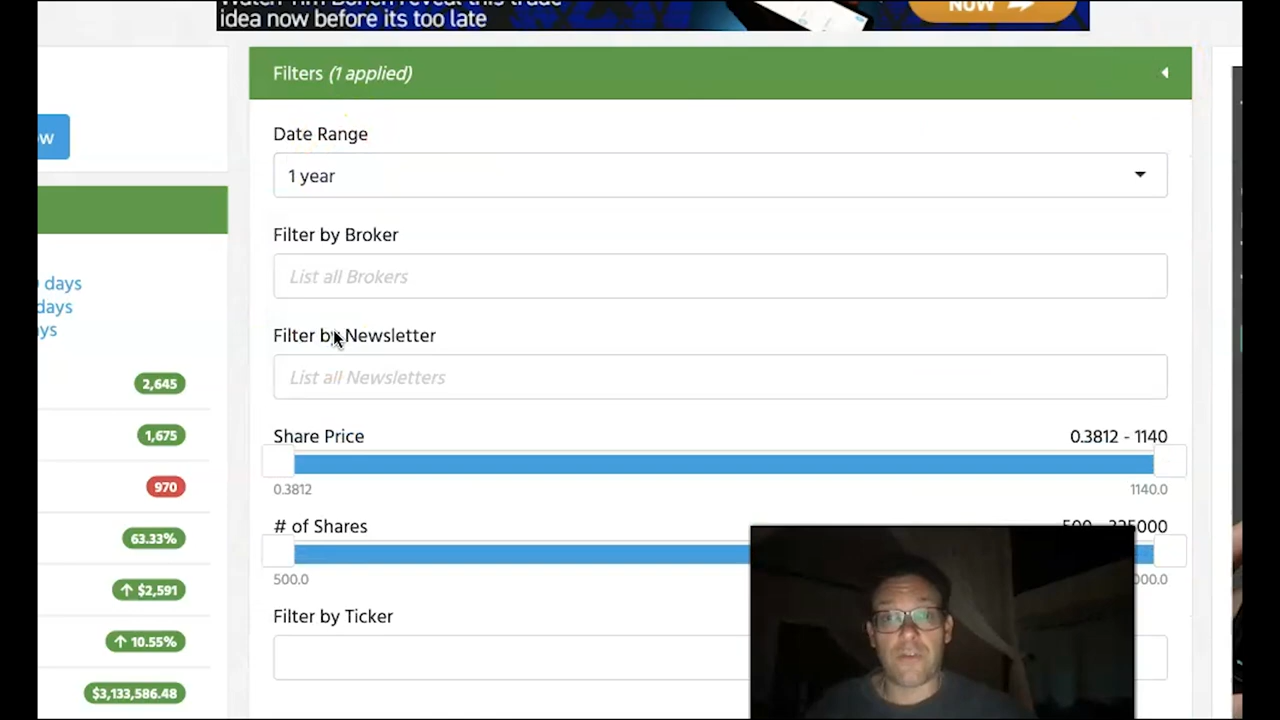 idea now before its too late
NOW
Filters (1 applied)
Date Range
1 year
Filter by Broker
List all Brokers
Filter by Newsletter
List all Newsletters
Share Price
0.3812 - 1140
0.3812
1140.0
# of Shares
500.0
Filter by Ticker
days
days
2,645
1,675
970
63.33%
↑ $2,591
↑ 10.55%
$3,133,586.48